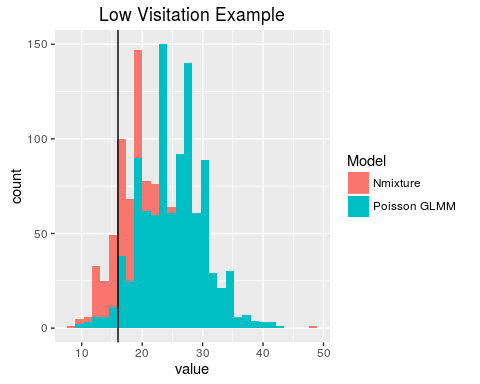 Low Visitation Example
150
100
50
0
count
10 20 30 40 50
value
Model
Nmixture
Poisson GLMM